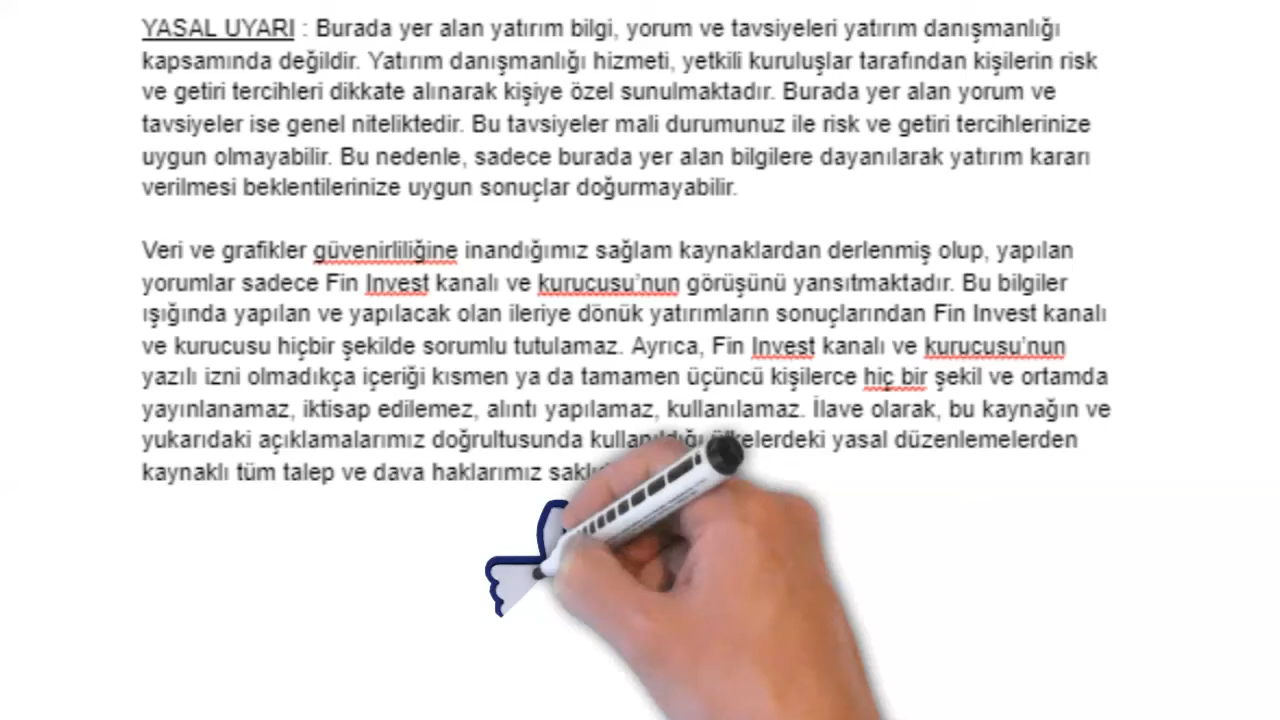 YASAL UYARI : Burada yer alan yatırım bilgi, yorum ve tavsiyeleri yatırım danışmanlığı
kapsamında değildir. Yatırım danışmanlığı hizmeti, yetkili kuruluşlar tarafından kişilerin risk
ve getiri tercihleri dikkate alınarak kişiye özel sunulmaktadır. Burada yer alan yorum ve
tavsiyeler ise genel niteliktedir. Bu tavsiyeler mali durumunuz ile risk ve getiri tercihlerinize
uygun olmayabilir. Bu nedenle, sadece burada yer alan bilgilere dayanılarak yatırım kararı
verilmesi beklentilerinize uygun sonuçlar doğurmayabilir.
Veri ve grafikler güvenirliliğine inandığımız sağlam kaynaklardan derlenmiş olup, yapılan
yorumlar sadece Fin Invest kanalı ve kurucusu’nun görüşünü yansıtmaktadır. Bu bilgiler
ışığında yapılan ve yapılacak olan ileriye dönük yatırımların sonuçlarından Fin Invest kanalı
ve kurucusu hiçbir şekilde sorumlu tutulamaz. Ayrıca, Fin Invest kanalı ve kurucusu’nun
yazılı izni olmadıkça içeriği kısmen ya da tamamen üçüncü kişilerce hiç bir şekil ve ortamda
yayınlanamaz, iktisap edilemez, alıntı yapılamaz, kullanılamaz. İlave olarak, bu kaynağın ve
yukarıdaki açıklamalarımız doğrultusunda kullanıldığı ülkelerdeki yasal düzenlemelerden
kaynaklı tüm talep ve dava haklarımız